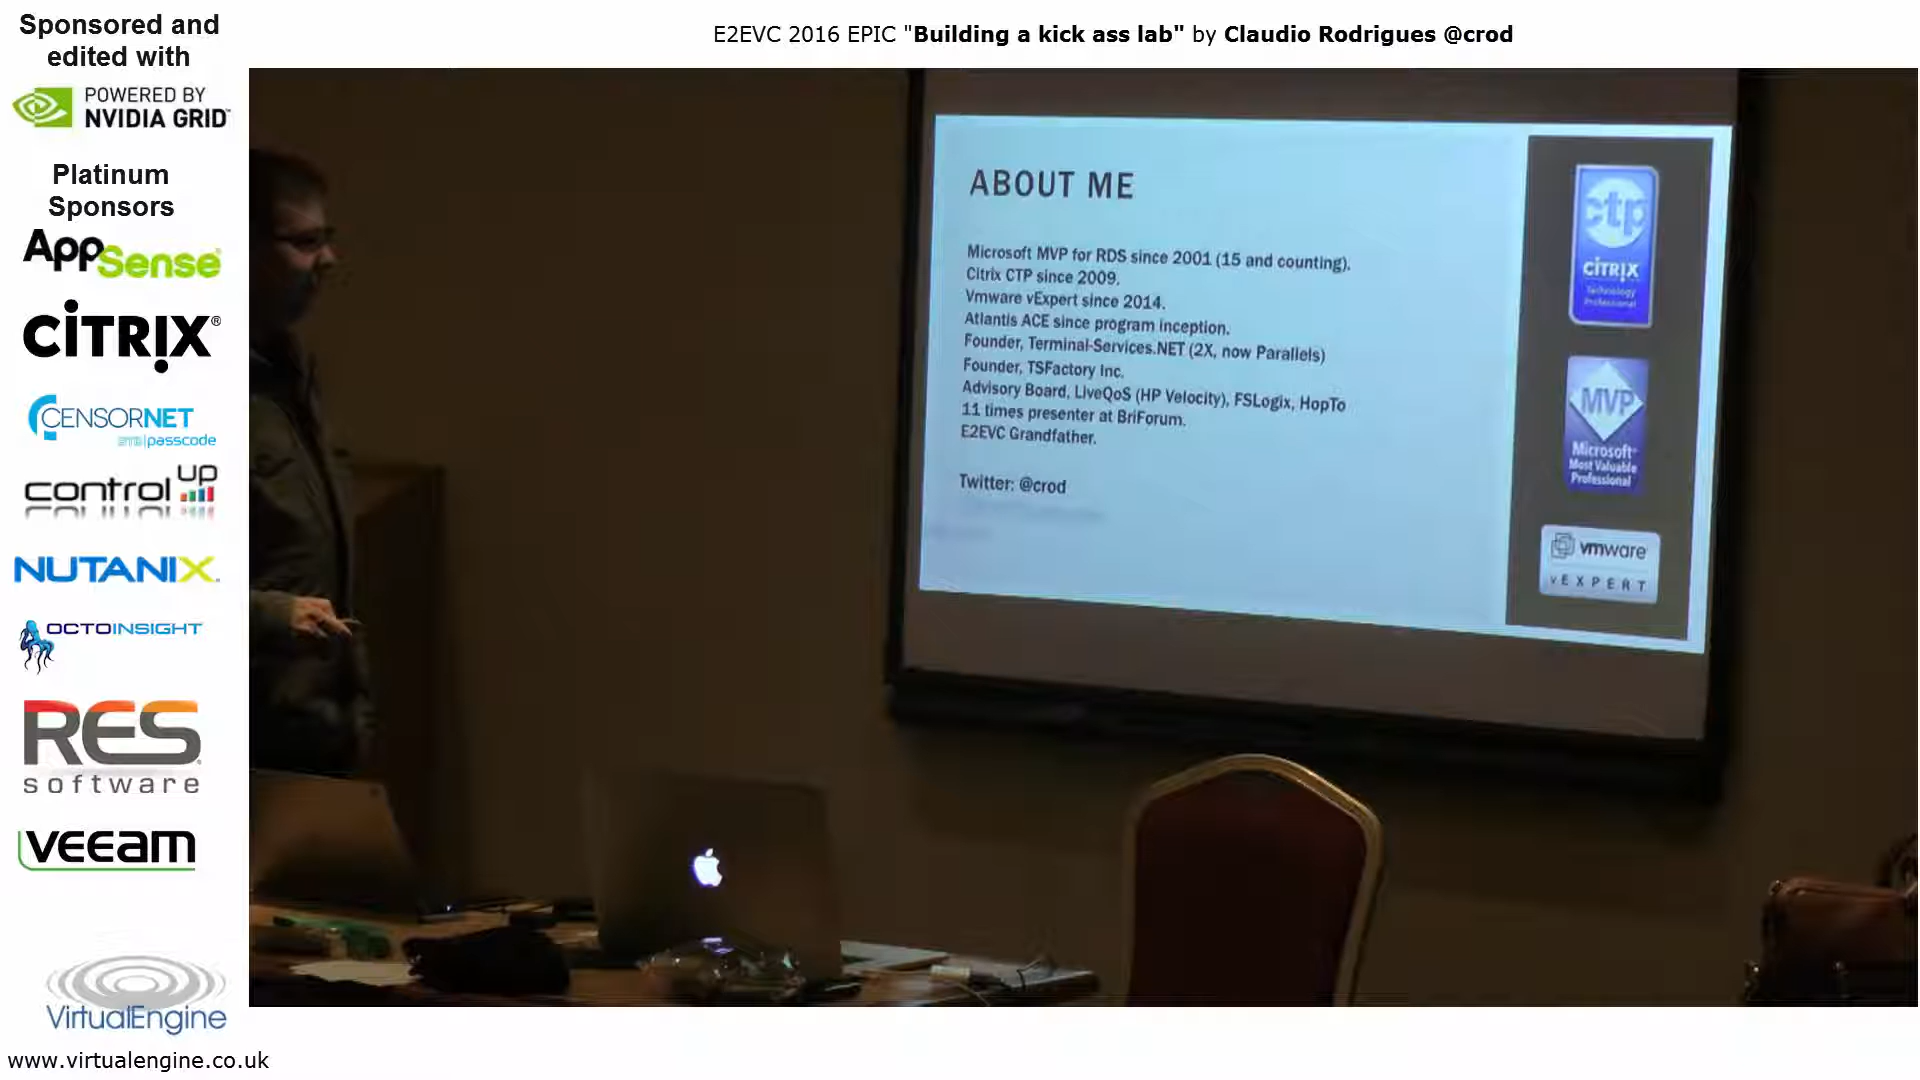 Sponsored and
edited with
POWERED BY
NVIDIA GRID
Platinum
Sponsors
AppSense
CITRIX®
CENSORNET
passcode
control UP
NUTANIX
OCTOINSIGHT
RES
software
veeam
VirtualEngine
www.virtualengine.co.uk
E2EVC 2016 EPIC "Building a kick ass lab" by Claudio Rodrigues @crod
ABOUT ME
Microsoft MVP for RDS since 2001 (15 and counting).
Citrix CTP since 2009.
Vmware vExpert since 2014.
Atlantis ACE since program inception.
Founder, Terminal-Services.NET (2X, now Parallels)
Founder, TSFactory Inc.
Advisory Board, LiveQoS (HP Velocity), FSLogix, HopTo
11 times presenter at BriForum.
E2EVC Grandfather.
Twitter: @crod
ctp
CITRIX
Technology
Professional
MVP
Microsoft
Most Valuable
Professional
vmware
vEXPERT